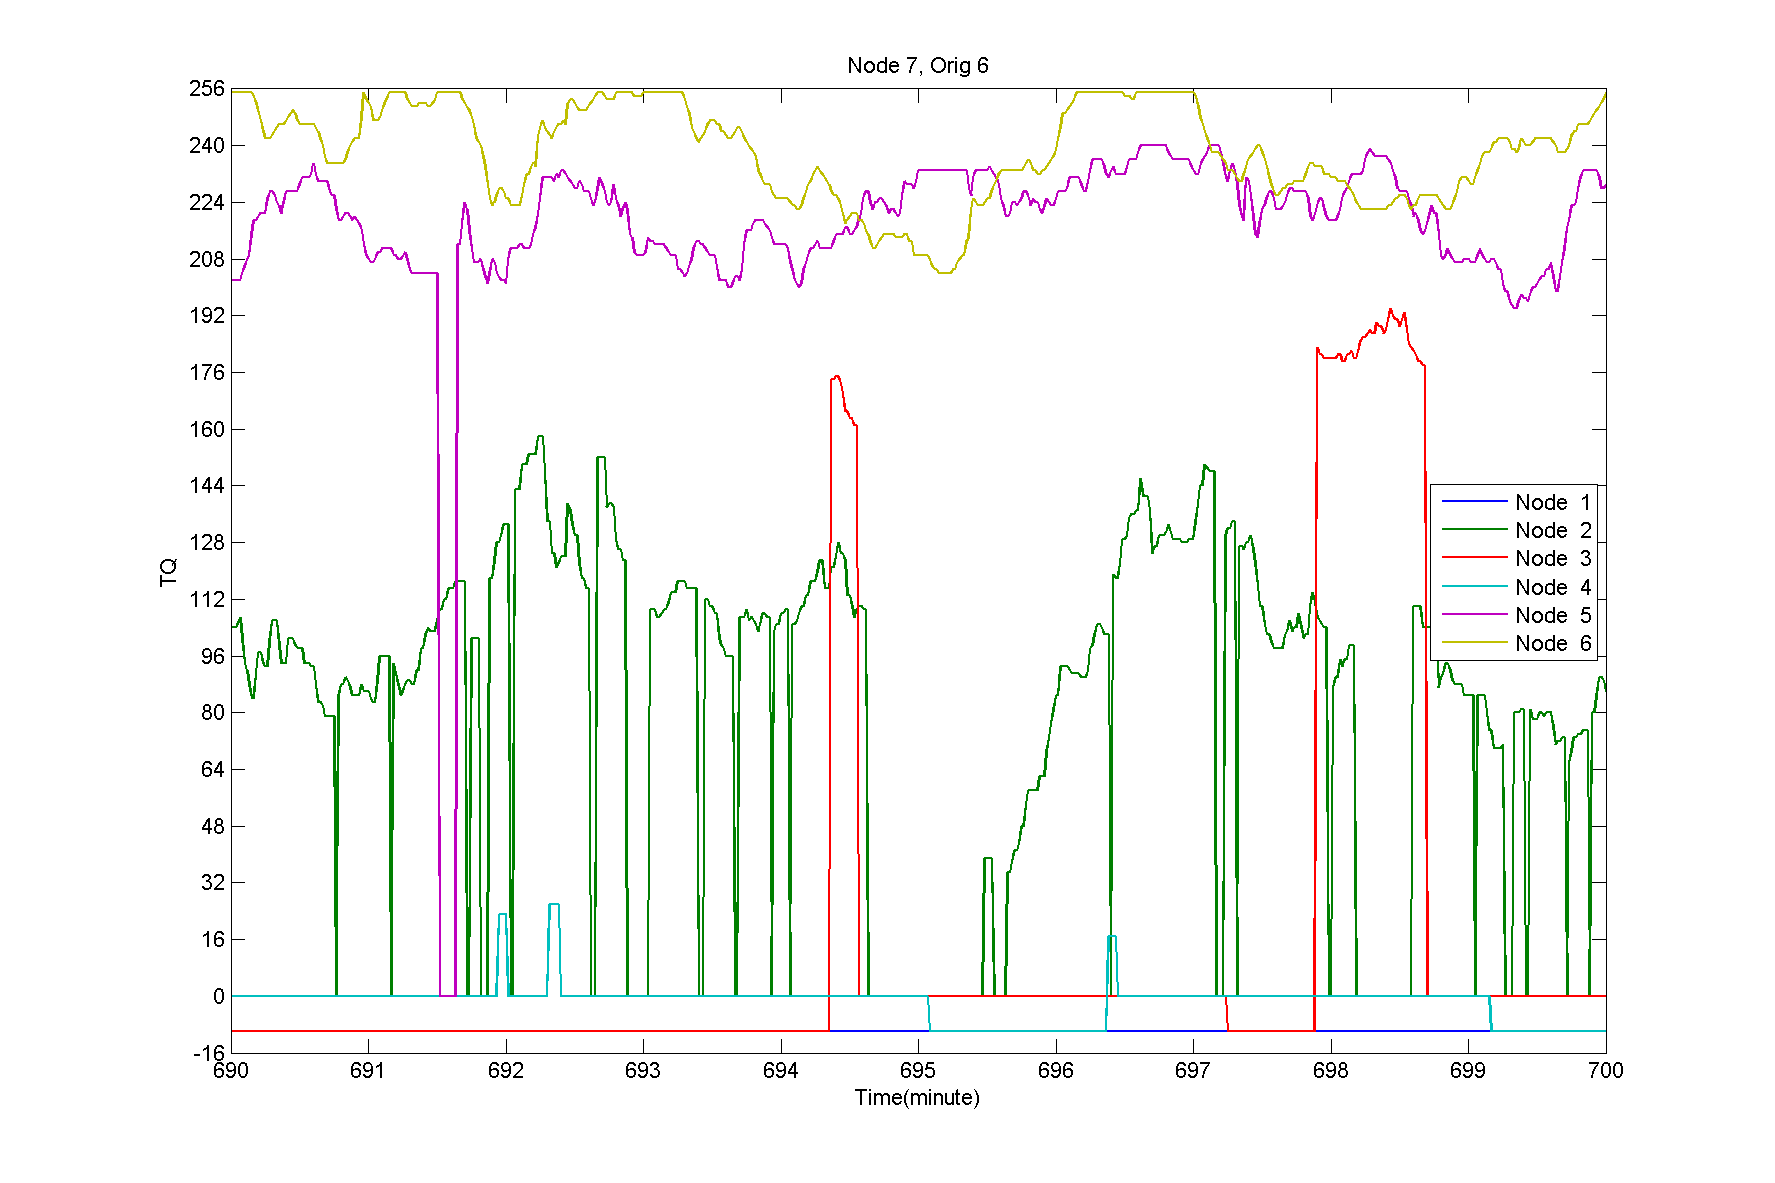 Node 7, Orig 6
256
240
224
208
192
176
160
144
128
112
96
80
64
48
32
16
0
-16
TQ
Node 1
Node 2
Node 3
Node 4
Node 5
Node 6
690 691 692 693 694 695 696 697 698 699 700
Time(minute)